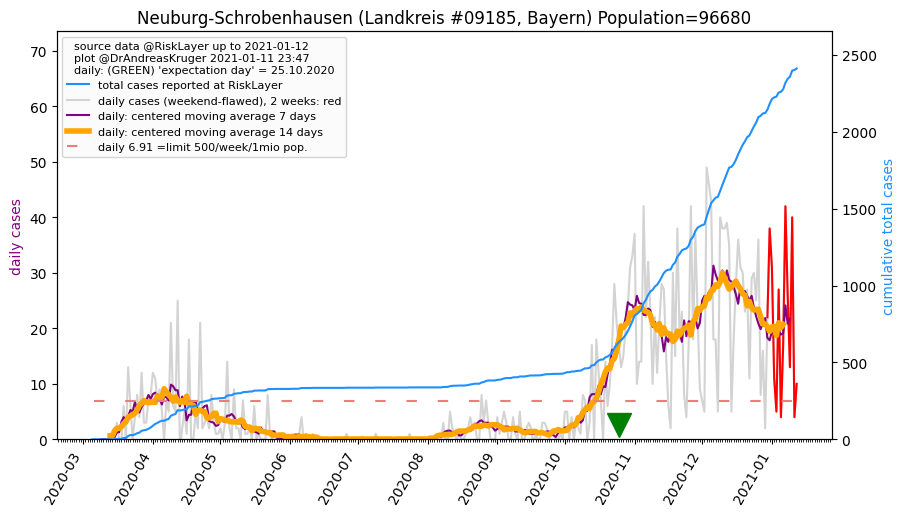 Neuburg-Schrobenhausen (Landkreis #09185, Bayern) Population=96680
source data @RiskLayer up to 2021-01-12
plot @DrAndreasKruger 2021-01-11 23:47
daily: (GREEN) 'expectation day' = 25.10.2020
total cases reported at RiskLayer
daily cases (weekend-flawed), 2 weeks: red
daily: centered moving average 7 days
daily: centered moving average 14 days
daily 6.91 =limit 500/week/1mio pop.
daily cases
70
60
50
40
30
20
10
0
cumulative total cases
2500
2000
1500
1000
500
0
2020-03
2020-04
2020-05
2020-06
2020-07
2020-08
2020-09
2020-10
2020-11
2020-12
2021-01